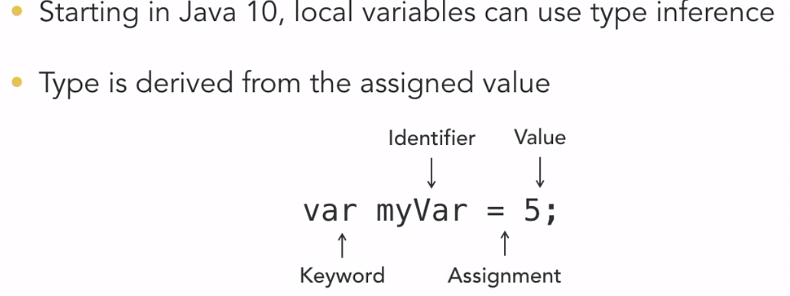 Starting in Java 10, local variables can use type inference
Type is derived from the assigned value
Identifier Value
var myVar = 5;
Keyword Assignment